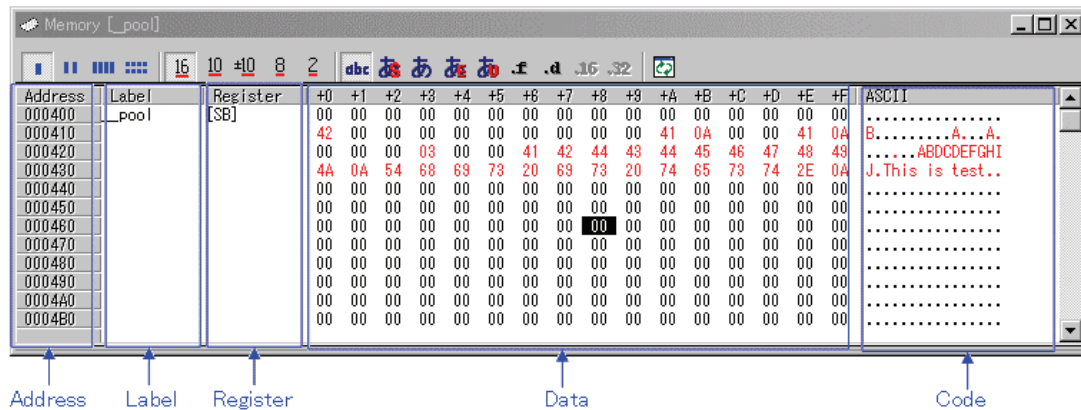 Memory [_pool]
16 10 ±10 8 2 abc あS あ あE あD .f .d .16 .32
Address Label Register +0 +1 +2 +3 +4 +5 +6 +7 +8 +9 +A +B +C +D +E +F ASCII
000400 _pool [SB] 00 00 00 00 00 00 00 00 00 00 00 00 00 00 00 00 ................
000410 42 00 00 00 00 00 00 00 00 00 41 0A 00 00 41 0A B.........A...A.
000420 00 00 00 03 00 00 41 42 44 43 44 45 46 47 48 49 ......ABDCDEFGHI
000430 4A 0A 54 68 69 73 20 69 73 20 74 65 73 74 2E 0A J.This is test..
000440 00 00 00 00 00 00 00 00 00 00 00 00 00 00 00 00 ................
000450 00 00 00 00 00 00 00 00 00 00 00 00 00 00 00 00 ................
000460 00 00 00 00 00 00 00 00 00 00 00 00 00 00 00 00 ................
000470 00 00 00 00 00 00 00 00 00 00 00 00 00 00 00 00 ................
000480 00 00 00 00 00 00 00 00 00 00 00 00 00 00 00 00 ................
000490 00 00 00 00 00 00 00 00 00 00 00 00 00 00 00 00 ................
0004A0 00 00 00 00 00 00 00 00 00 00 00 00 00 00 00 00 ................
0004B0 00 00 00 00 00 00 00 00 00 00 00 00 00 00 00 00 ................
Address Label Register Data Code